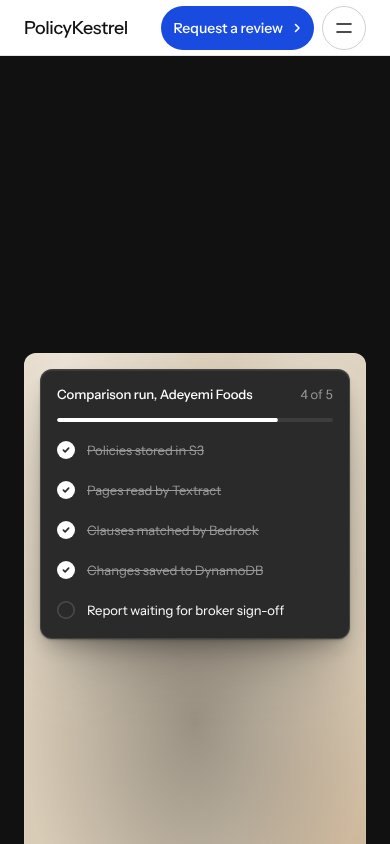 PolicyKestrel
Request a review
Comparison run, Adeyemi Foods
4 of 5
Policies stored in S3
Pages read by Textract
Clauses matched by Bedrock
Changes saved to DynamoDB
Report waiting for broker sign-off